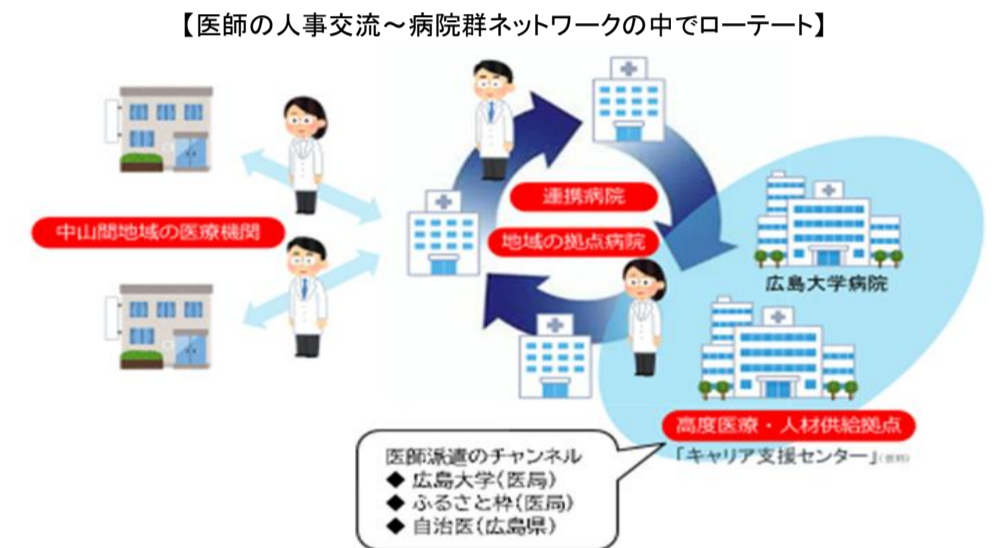 【医師の人事交流～病院群ネットワークの中でローテート】
連携病院
地域の拠点病院
中山間地域の医療機関
広島大学病院
高度医療・人材供給拠点
「キャリア支援センター」(仮称)
医師派遣のチャンネル
◆ 広島大学(医局)
◆ ふるさと枠(医局)
◆ 自治医(広島県)